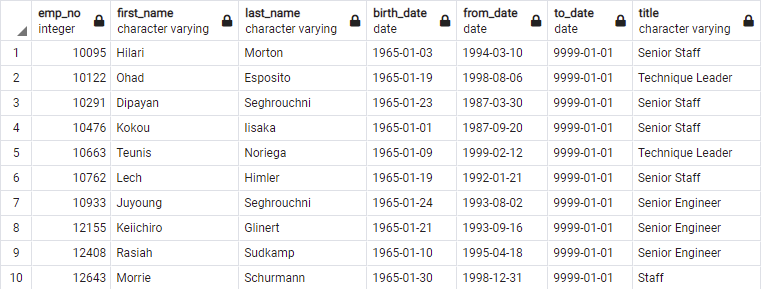 emp_no first_name last_name birth_date from_date to_date title
integer character varying character varying date date date character varying
1 10095 Hilari Morton 1965-01-03 1994-03-10 9999-01-01 Senior Staff
2 10122 Ohad Esposito 1965-01-19 1998-08-06 9999-01-01 Technique Leader
3 10291 Dipayan Seghrouchni 1965-01-23 1987-03-30 9999-01-01 Senior Staff
4 10476 Kokou Iisaka 1965-01-01 1987-09-20 9999-01-01 Senior Staff
5 10663 Teunis Noriega 1965-01-09 1999-02-12 9999-01-01 Technique Leader
6 10762 Lech Himler 1965-01-19 1992-01-21 9999-01-01 Senior Staff
7 10933 Juyoung Seghrouchni 1965-01-24 1993-08-02 9999-01-01 Senior Engineer
8 12155 Keiichiro Glinert 1965-01-21 1993-09-16 9999-01-01 Senior Engineer
9 12408 Rasiah Sudkamp 1965-01-10 1995-04-18 9999-01-01 Senior Engineer
10 12643 Morrie Schurmann 1965-01-30 1998-12-31 9999-01-01 Staff